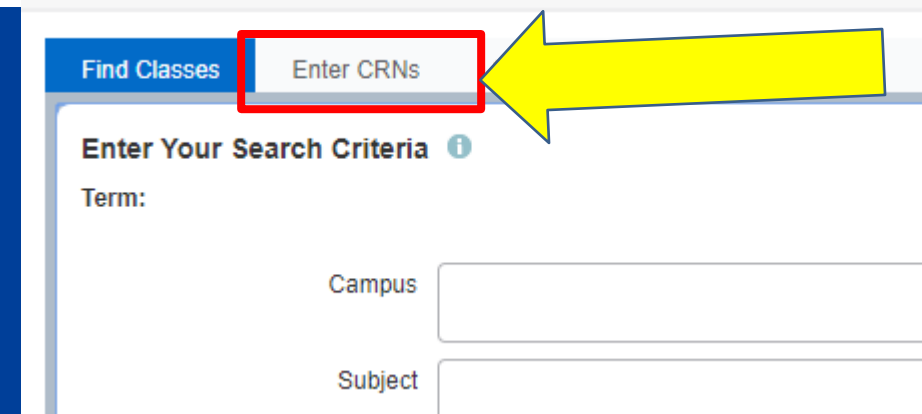 Find Classes Enter CRNs
Enter Your Search Criteria
Term:
Campus
Subject